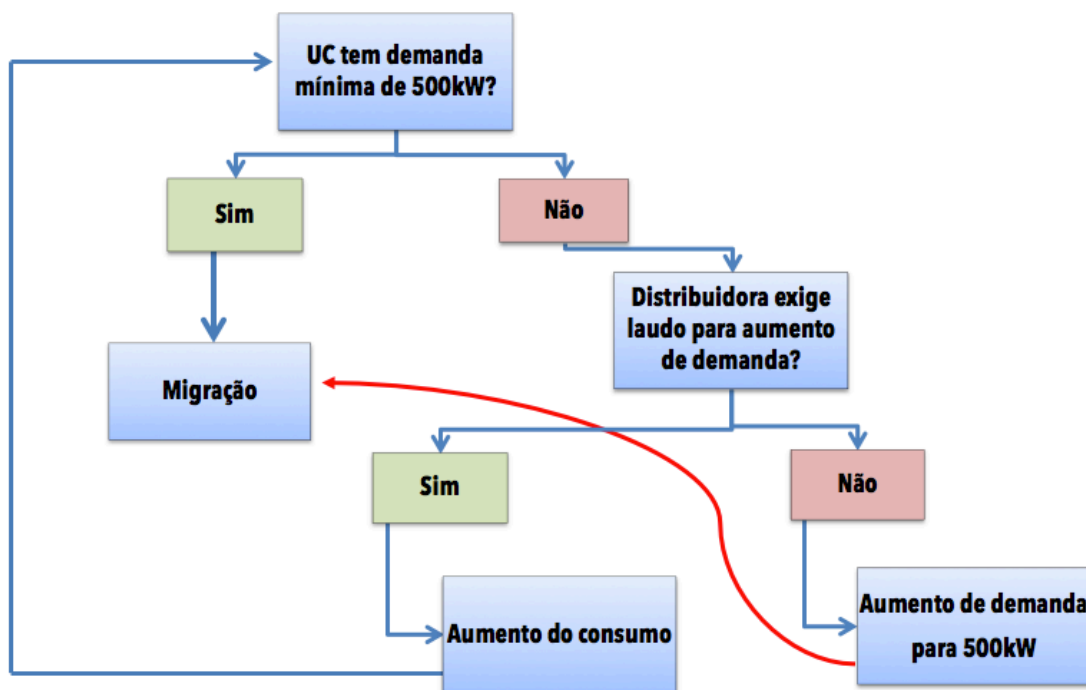 UC tem demanda
mínima de 500kW?
Sim
Não
Distribuidora exige
laudo para aumento
de demanda?
Migração
Sim
Não
Aumento do consumo
Aumento de demanda
para 500kW